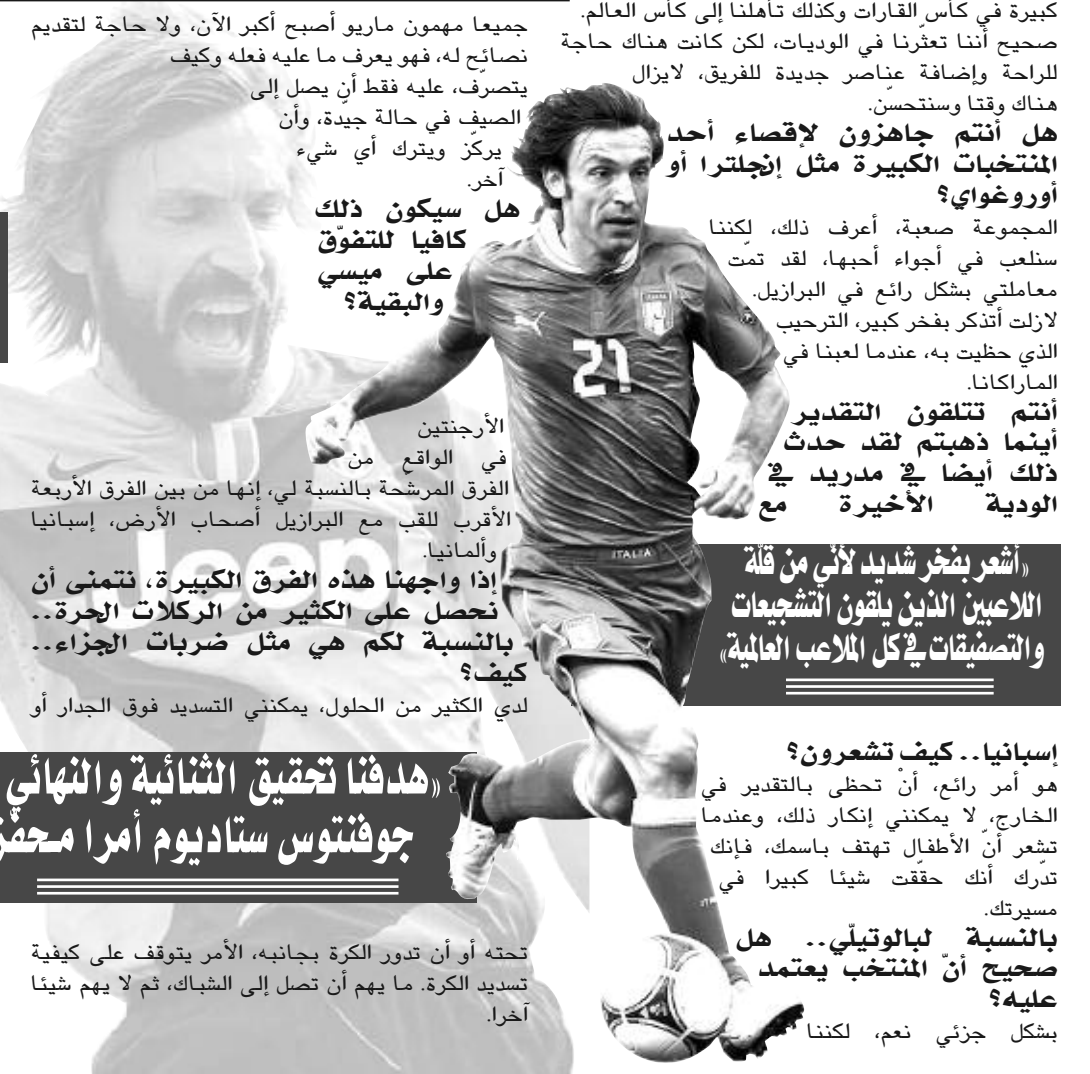 كبيرة في كأس القارات وكذلك تأهلنا إلى كأس العالم.
صحيح أننا تعثّرنا في الوديات، لكن كانت هناك حاجة
للراحة وإضافة عناصر جديدة للفريق، لايزال
هناك وقتا وسنتحسّن.
هل أنتم جاهزون لإقصاء أحد
المنتخبات الكبيرة مثل إنجلترا أو
أوروغواي؟
المجموعة صعبة، أعرف ذلك، لكننا
سنلعب في أجواء أحبها، لقد تمّت
معاملتي بشكل رائع في البرازيل.
لازلت أتذكر بفخر كبير، الترحيب
الذي حظيت به، عندما لعبنا في
الماراكانا.
أنتم تتلقون التقدير
أينما ذهبتم لقد حدث
ذلك أيضا في مدريد في
الودية الأخيرة مع
«أشعر بفخر شديد لأنّي من قلّة
اللاعبين الذين يلقون التشجيعات
والتصفيقات في كل الملاعب العالمية»
إسبانيا.. كيف تشعرون؟
هو أمر رائع، أنْ تحظى بالتقدير في
الخارج، لا يمكنني إنكار ذلك، وعندما
تشعر أنّ الأطفال تهتف باسمك، فإنك
تدّرك أنك حقّقت شيئا كبيرا في
مسيرتك.
بالنسبة لبالوتيلّي.. هل
صحيح أنّ المنتخب يعتمد
عليه؟
بشكل جزئي نعم، لكننا
جميعا مهمون ماريو أصبح أكبر الآن، ولا حاجة لتقديم
نصائح له، فهو يعرف ما عليه فعله وكيف
يتصرّف، عليه فقط أن يصل إلى
الصيف في حالة جيدّة، وأن
يركّز ويترك أي شيء
آخر.
هل سيكون ذلك
كافيا للتفوّق
على ميسي
والبقية؟
الأرجنتين
في الواقع من
الفرق المرشحة بالنسبة لي، إنها من بين الفرق الأربعة
الأقرب للقب مع البرازيل أصحاب الأرض، إسبانيا
وألمانيا.
إذا واجهنا هذه الفرق الكبيرة، نتمنى أن
نحصل على الكثير من الركلات الحرة..
بالنسبة لكم هي مثل ضربات الجزاء..
كيف؟
لدي الكثير من الحلول، يمكنني التسديد فوق الجدار أو
«هدفنا تحقيق الثنائية والنهائي
جوفنتوس ستاديوم أمرا محفّز
تحته أو أن تدور الكرة بجانبه، الأمر يتوقف على كيفية
تسديد الكرة. ما يهم أن تصل إلى الشباك، ثم لا يهم شيئا
آخرا.
21
ITALIA
Jeep